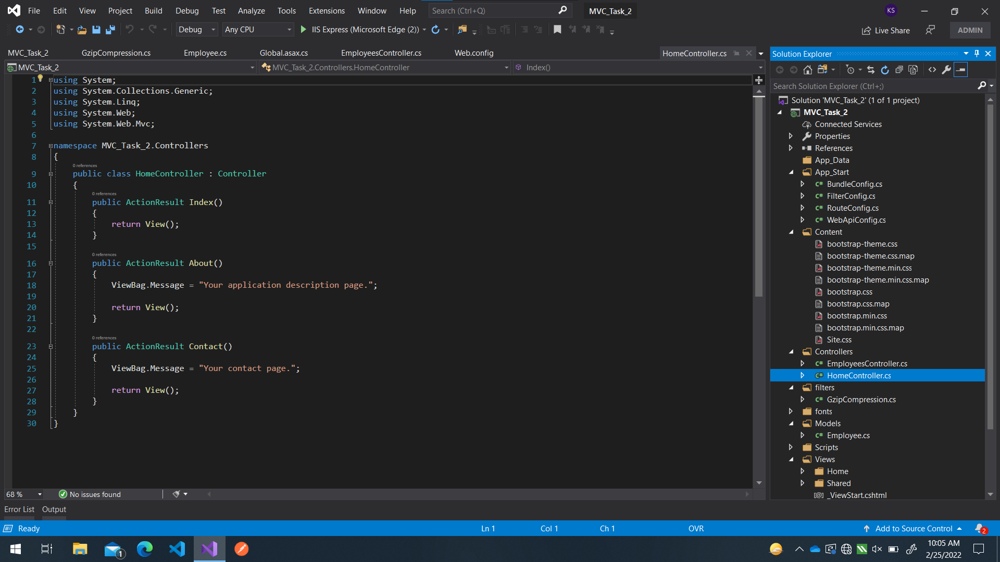 File Edit View Project Build Debug Test Analyze Tools Extensions Window Help Search (Ctrl+Q) MVC_Task_2 KS
Debug Any CPU IIS Express (Microsoft Edge (2)) Live Share ADMIN
MVC_Task_2 GzipCompression.cs Employee.cs Global.asax.cs EmployeesController.cs Web.config HomeController.cs
MVC_Task_2 MVC_Task_2.Controllers.HomeController Index()
1 using System;
2 using System.Collections.Generic;
3 using System.Linq;
4 using System.Web;
5 using System.Web.Mvc;
6
7 namespace MVC_Task_2.Controllers
8 {
0 references
9 public class HomeController : Controller
10 {
0 references
11 public ActionResult Index()
12 {
13 return View();
14 }
15
0 references
16 public ActionResult About()
17 {
18 ViewBag.Message = "Your application description page.";
19
20 return View();
21 }
22
0 references
23 public ActionResult Contact()
24 {
25 ViewBag.Message = "Your contact page.";
26
27 return View();
28 }
29 }
30 }
68 % No issues found
Solution Explorer
Search Solution Explorer (Ctrl+;)
Solution 'MVC_Task_2' (1 of 1 project)
MVC_Task_2
Connected Services
Properties
References
App_Data
App_Start
C# BundleConfig.cs
C# FilterConfig.cs
C# RouteConfig.cs
C# WebApiConfig.cs
Content
bootstrap-theme.css
bootstrap-theme.css.map
bootstrap-theme.min.css
bootstrap-theme.min.css.map
bootstrap.css
bootstrap.css.map
bootstrap.min.css
bootstrap.min.css.map
Site.css
Controllers
C# EmployeesController.cs
C# HomeController.cs
filters
C# GzipCompression.cs
fonts
Models
C# Employee.cs
Scripts
Views
Home
Shared
[@] _ViewStart.cshtml
Error List Output
Ready Ln 1 Col 1 Ch 1 OVR Add to Source Control 2
1
10:05 AM
2/25/2022